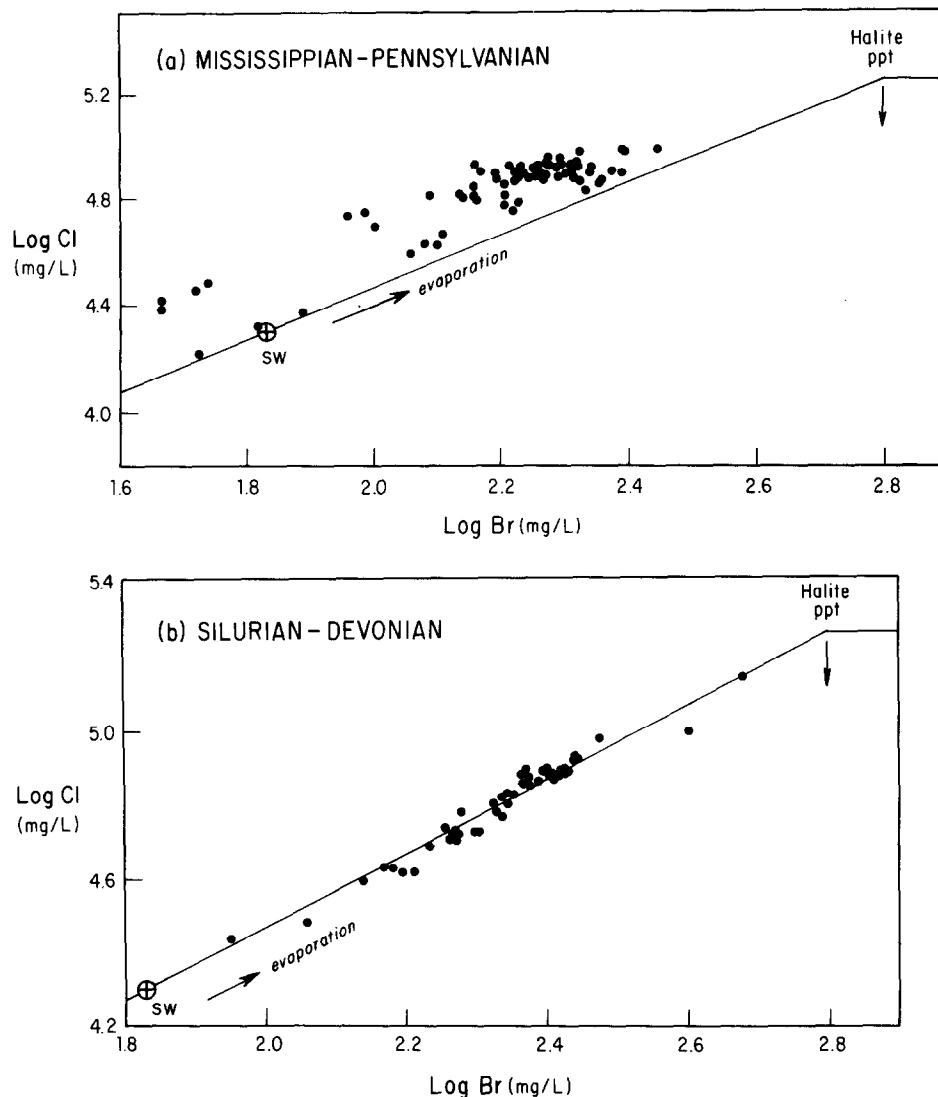 (a) MISSISSIPPIAN-PENNSYLVANIAN
Halite
ppt
5.2
4.8
Log Cl
(mg/L)
4.4
4.0
evaporation
SW
1.6
1.8
2.0
2.2
2.4
2.6
2.8
Log Br (mg/L)
5.4
(b) SILURIAN-DEVONIAN
Halite
ppt
5.0
Log Cl
(mg/L)
4.6
4.2
evaporation
SW
1.8
2.0
2.2
2.4
2.6
2.8
Log Br (mg/L)